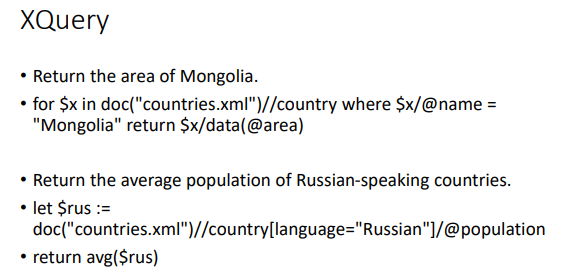 XQuery
• Return the area of Mongolia.
• for $x in doc("countries.xml")//country where $x/@name =
"Mongolia" return $x/data(@area)
• Return the average population of Russian-speaking countries.
• let $rus :=
doc("countries.xml")//country[language="Russian"]/@population
• return avg($rus)